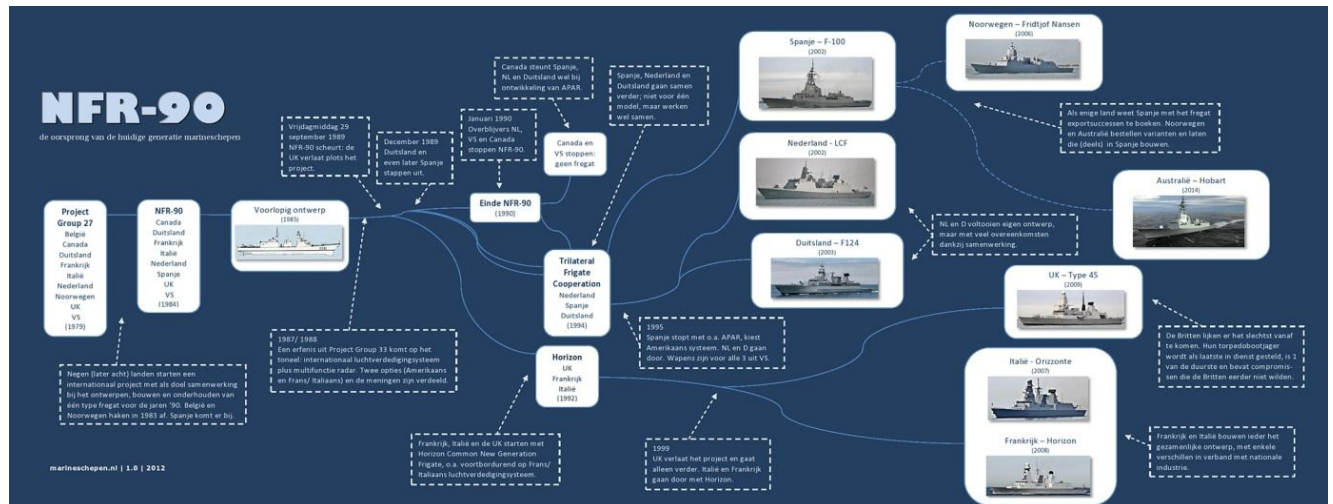 NFR-90
de oorsprong van de huidige generatie marineschepen
Project
Group 27
België
Canada
Duitsland
Frankrijk
Italië
Nederland
Noorwegen
UK
VS
(1979)
NFR-90
Canada
Duitsland
Frankrijk
Italië
Nederland
Spanje
UK
VS
(1984)
Negen (later acht) landen starten een
internationaal project met als doel samenwerking
bij het ontwerpen, bouwen en onderhouden van
één type fregat voor de jaren '90. België en
Noorwegen haken in 1983 af. Spanje komt er bij.
Voorlopig ontwerp
(1985)
Vrijdagmiddag 29
september 1989
NFR-90 scheurt: de
UK verlaat plots het
project.
1987/ 1988
Een erfenis uit Project Group 33 komt op het
toneel: internationaal luchtverdedigingsysteem
plus multifunctie radar. Twee opties (Amerikaans
en Frans/ Italiaans) en de meningen zijn verdeeld.
December 1989
Duitsland en
even later Spanje
stappen uit.
Januari 1990
Overblijvers NL,
VS en Canada
stoppen NFR-90.
Einde NFR-90
(1990)
Canada steunt Spanje,
NL en Duitsland wel bij
ontwikkeling van APAR.
Canada en
VS stoppen:
geen fregat
Spanje, Nederland en
Duitsland gaan samen
verder; niet voor één
model, maar werken
wel samen.
Trilateral
Frigate
Cooperation
Nederland
Spanje
Duitsland
(1994)
1995
Spanje stopt met o.a. APAR, kiest
Amerikaans systeem. NL en D gaan
door. Wapens zijn voor alle 3 uit VS.
Horizon
UK
Frankrijk
Italië
(1992)
Frankrijk, Italië en de UK starten met
Horizon Common New Generation
Frigate, o.a. voortbordurend op Frans/
Italiaans luchtverdedigingsysteem.
1999
UK verlaat het project en gaat
alleen verder. Italië en Frankrijk
gaan door met Horizon.
Spanje – F-100
(2002)
Nederland - LCF
(2002)
Duitsland – F124
(2003)
NL en D voltooien eigen ontwerp,
maar met veel overeenkomsten
dankzij samenwerking.
Noorwegen – Fridtjof Nansen
(2006)
Als enige land weet Spanje met het fregat
exportsuccessen te boeken. Noorwegen
en Australië bestellen varianten en laten
die (deels) in Spanje bouwen.
Australië – Hobart
(2014)
UK – Type 45
(2009)
De Britten lijken er het slechtst vanaf
te komen. Hun torpedobootjager
wordt als laatste in dienst gesteld, is 1
van de duurste en bevat compromis-
sen die de Britten eerder niet wilden.
Italië - Orizzonte
(2007)
Frankrijk – Horizon
(2008)
Frankrijk en Italië bouwen ieder het
gezamenlijke ontwerp, met enkele
verschillen in verband met nationale
industrie.
marineschepen.nl | 1.0 | 2012